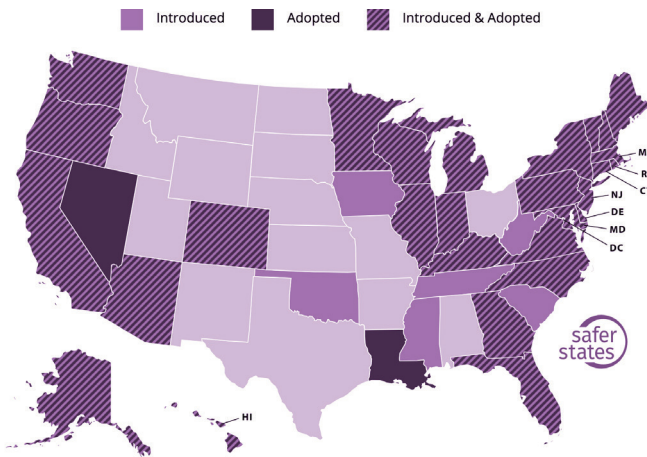 Introduced
Adopted
Introduced & Adopted
NJ
DE
MD
DC
HI
safer
states